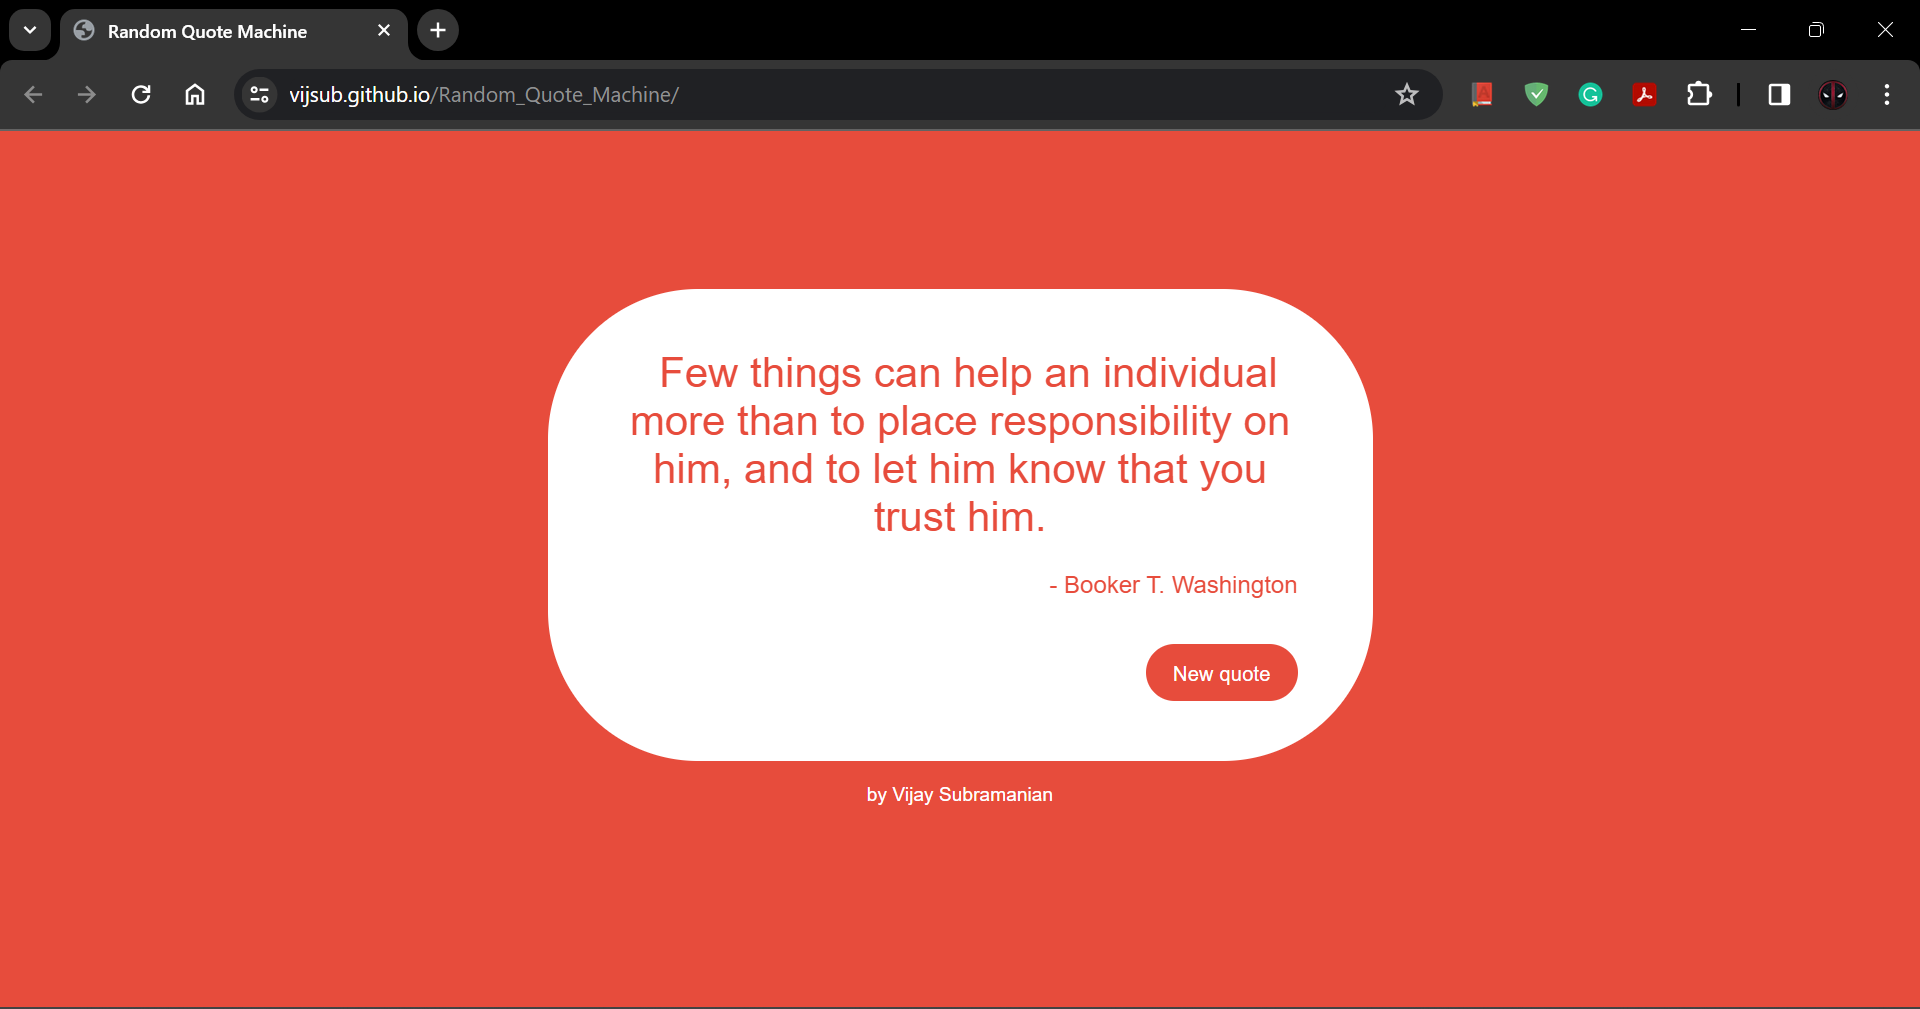 Random Quote Machine
vijsub.github.io/Random_Quote_Machine/
Few things can help an individual
more than to place responsibility on
him, and to let him know that you
trust him.
- Booker T. Washington
New quote
by Vijay Subramanian